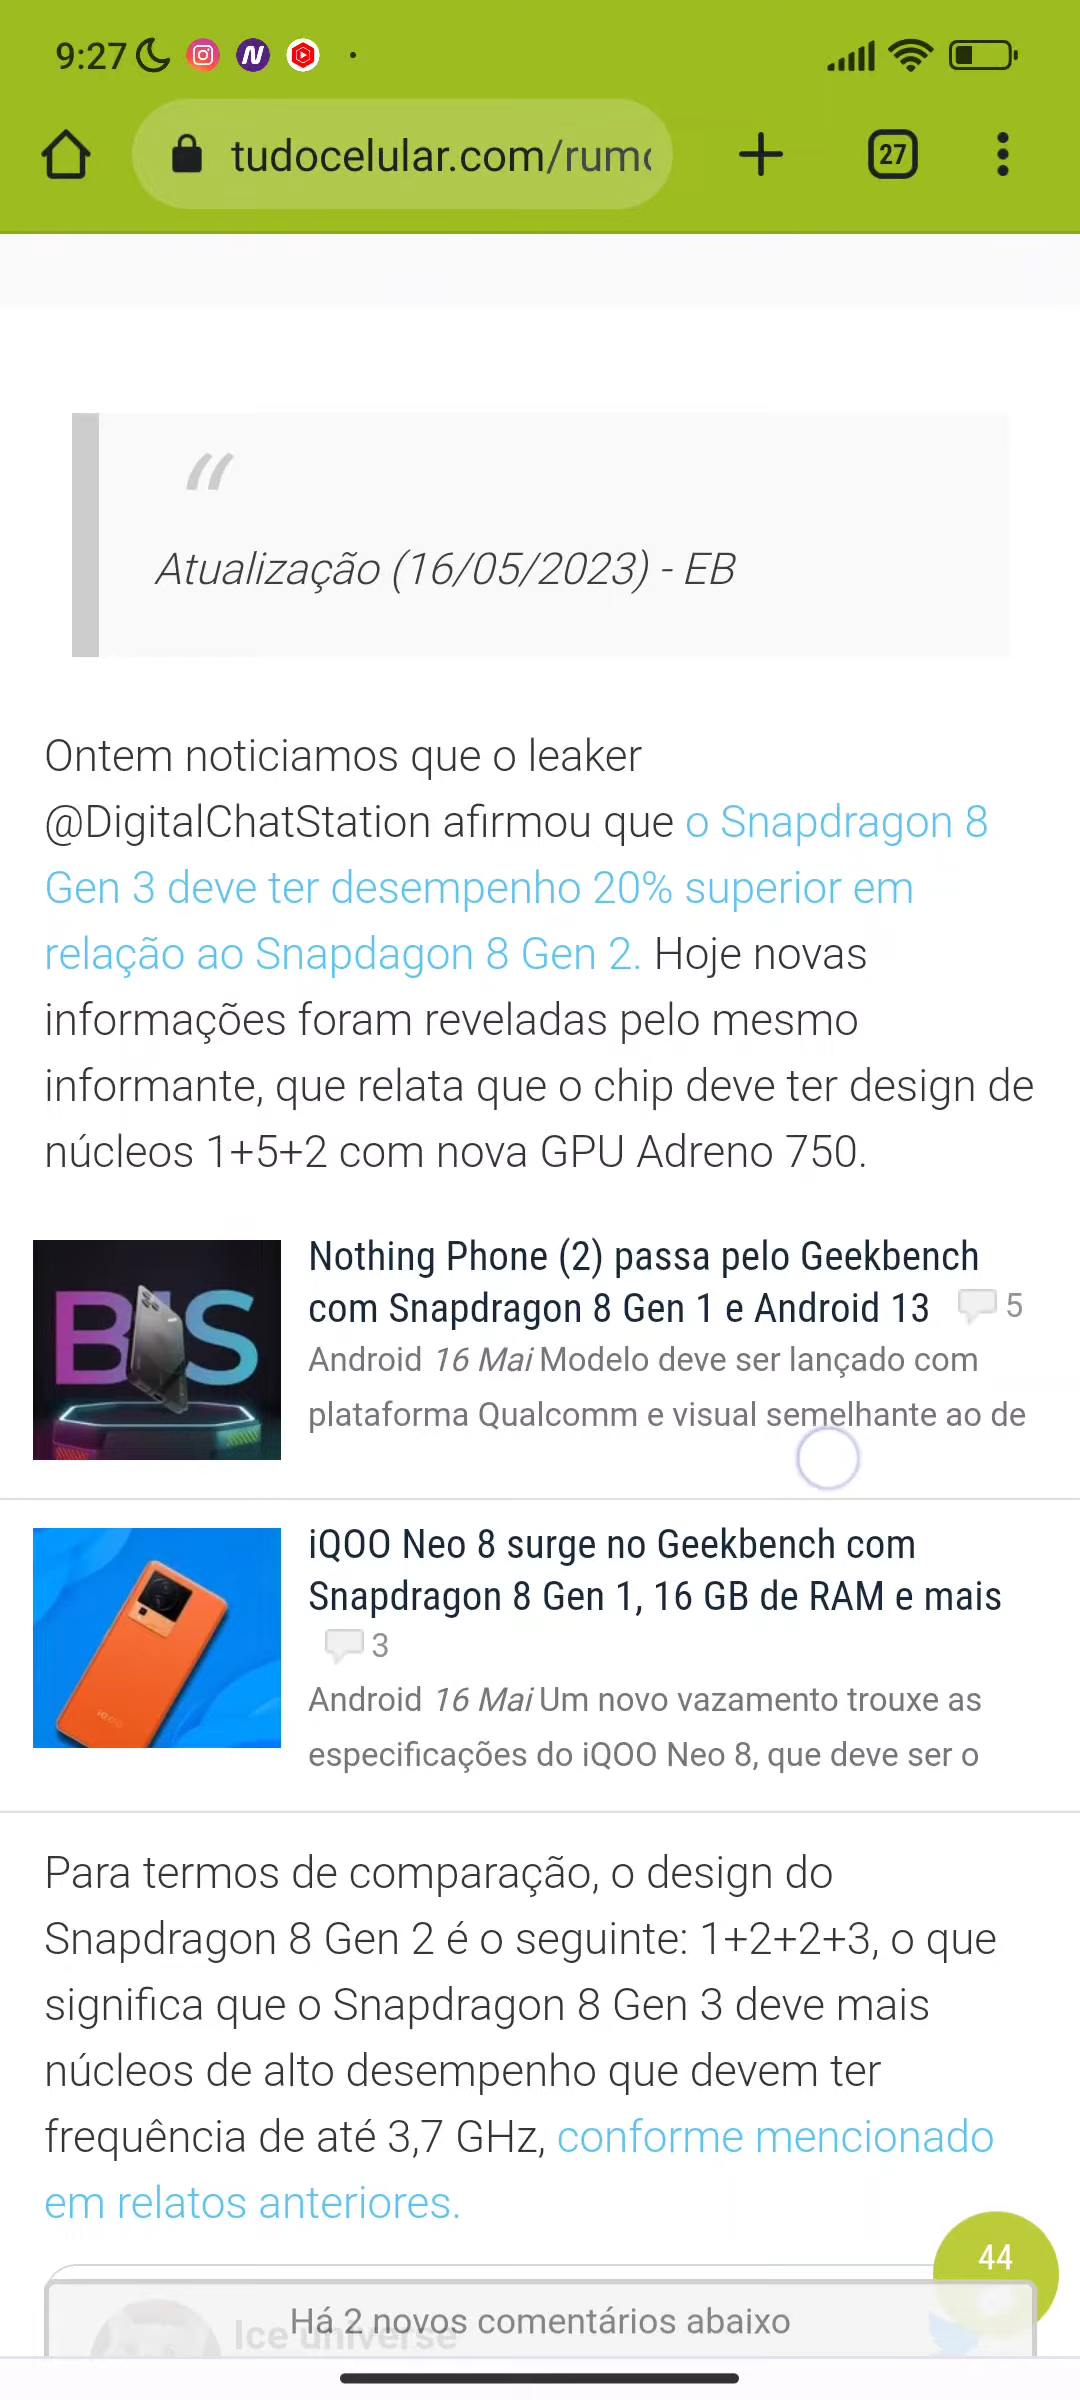 9:27
tudocelular.com/rumo
27
“
Atualização (16/05/2023) - EB
Ontem noticiamos que o leaker
@DigitalChatStation afirmou que o Snapdragon 8
Gen 3 deve ter desempenho 20% superior em
relação ao Snapdagon 8 Gen 2. Hoje novas
informações foram reveladas pelo mesmo
informante, que relata que o chip deve ter design de
núcleos 1+5+2 com nova GPU Adreno 750.
BIS
Nothing Phone (2) passa pelo Geekbench
com Snapdragon 8 Gen 1 e Android 13 5
Android 16 Mai Modelo deve ser lançado com
plataforma Qualcomm e visual semelhante ao de
iQOO Neo 8 surge no Geekbench com
Snapdragon 8 Gen 1, 16 GB de RAM e mais
3
Android 16 Mai Um novo vazamento trouxe as
especificações do iQOO Neo 8, que deve ser o
Para termos de comparação, o design do
Snapdragon 8 Gen 2 é o seguinte: 1+2+2+3, o que
significa que o Snapdragon 8 Gen 3 deve mais
núcleos de alto desempenho que devem ter
frequência de até 3,7 GHz, conforme mencionado
em relatos anteriores.
44
Há 2 novos comentários abaixo
Ice universe